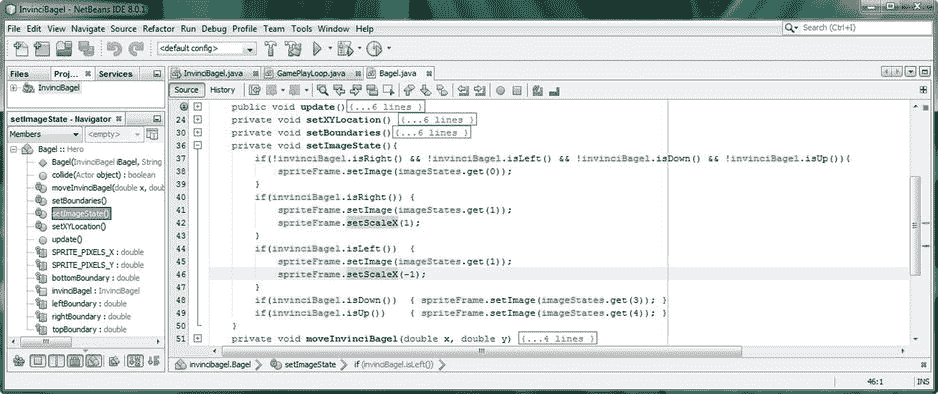 InvinciBagel - NetBeans IDE 8.0.1
File Edit View Navigate Source Refactor Run Debug Profile Team Tools Window Help
Search (Ctrl+I)
<default config>
Files Proj... Services
InvinciBagel.java GamePlayLoop.java Bagel.java
InvinciBagel
Source History
setImageState - Navigator
Members <empty>
Bagel :: Hero
Bagel(InvinciBagel iBagel, String
collide(Actor object) : boolean
moveInvinciBagel(double x, dou
setBoundaries()
setImageState()
setXYLocation()
update()
SPRITE_PIXELS_X : double
SPRITE_PIXELS_Y : double
bottomBoundary : double
invinciBagel : InvinciBagel
leftBoundary : double
rightBoundary : double
topBoundary : double
public void update() {...6 lines }
24 private void setXYLocation() {...6 lines }
30 private void setBoundaries() {...6 lines }
36 private void setImageState(){
37 if(!invinciBagel.isRight() && !invinciBagel.isLeft() && !invinciBagel.isDown() && !invinciBagel.isUp()){
38 spriteFrame.setImage(imageStates.get(0));
39 }
40 if(invinciBagel.isRight()) {
41 spriteFrame.setImage(imageStates.get(1));
42 spriteFrame.setScaleX(1);
43 }
44 if(invinciBagel.isLeft()) {
45 spriteFrame.setImage(imageStates.get(1));
46 spriteFrame.setScaleX(-1);
47 }
48 if(invinciBagel.isDown()) { spriteFrame.setImage(imageStates.get(3)); }
49 if(invinciBagel.isUp()) { spriteFrame.setImage(imageStates.get(4)); }
50 }
51 private void moveInvinciBagel(double x, double y) {...4 lines }
invincibagel.Bagel setImageState if (invinciBagel.isLeft())
46:1 INS